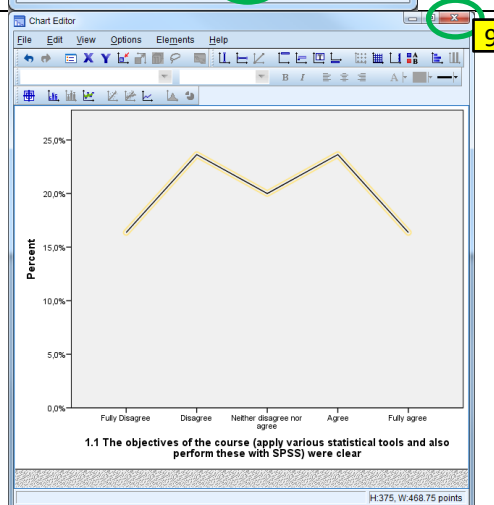 Chart Editor
File Edit View Options Elements Help
X Y
B I
A
9
25,0%
20,0%
15,0%
10,0%
5,0%
0,0%
Percent
Fully Disagree Disagree Neither disagree nor agree Agree Fully agree
1.1 The objectives of the course (apply various statistical tools and also
perform these with SPSS) were clear
H:375, W:468.75 points